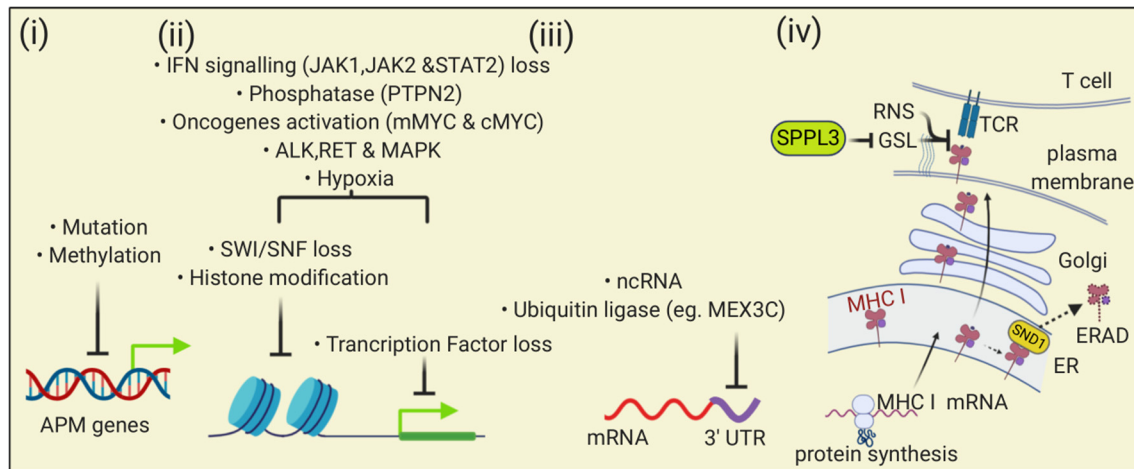 (i)
• Mutation
• Methylation
APM genes
(ii)
• IFN signalling (JAK1,JAK2 &STAT2) loss
• Phosphatase (PTPN2)
• Oncogenes activation (mMYC & cMYC)
• ALK,RET & MAPK
• Hypoxia
• SWI/SNF loss
• Histone modification
• Trancription Factor loss
(iii)
• ncRNA
• Ubiquitin ligase (eg. MEX3C)
mRNA
3' UTR
(iv)
T cell
RNS
TCR
SPPL3
GSL
plasma
membrane
Golgi
MHC I
SND1
ERAD
ER
MHC I mRNA
protein synthesis